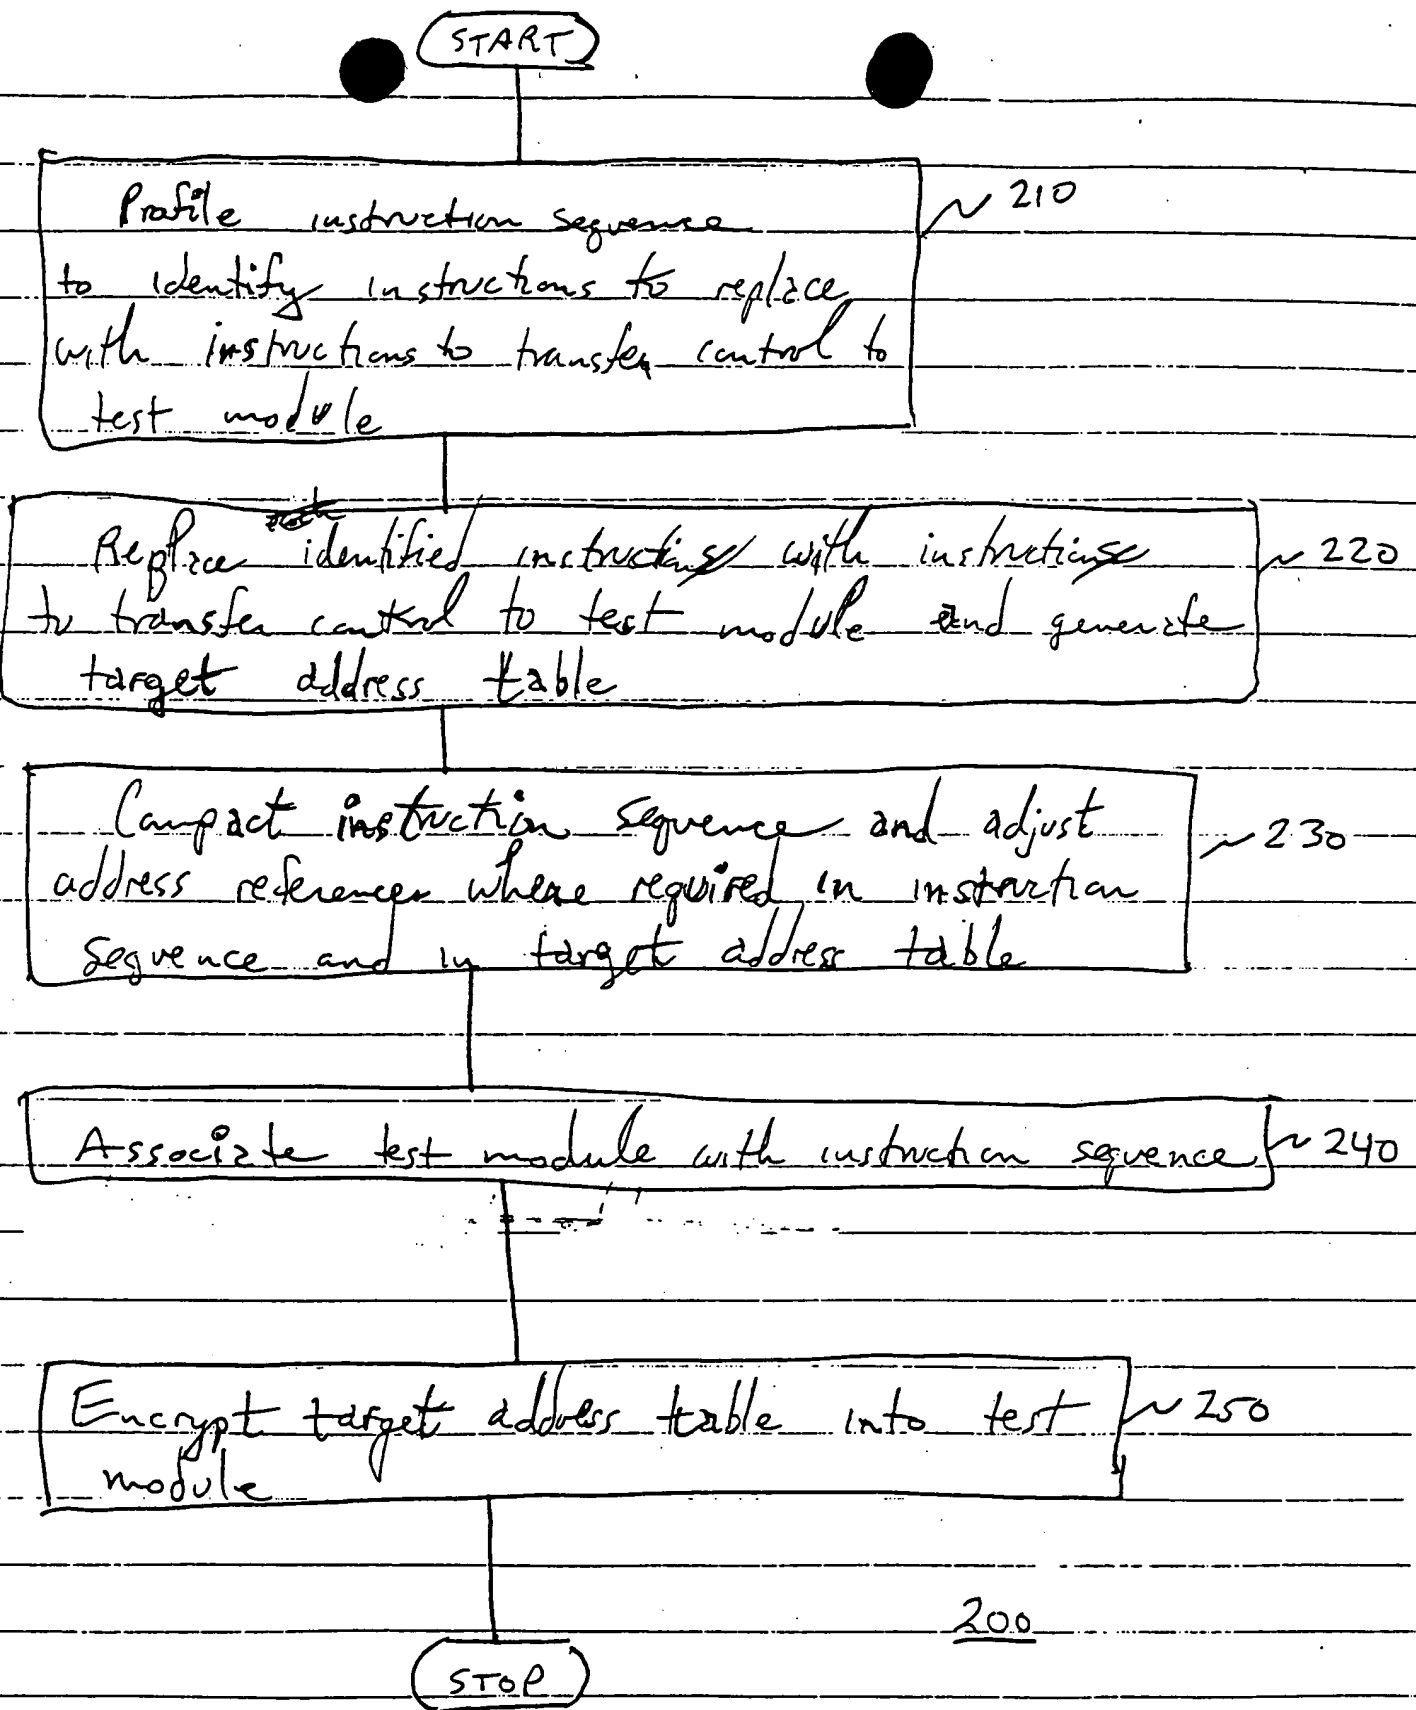 START
Profile instruction sequence
210
to identify instructions to replace
with instructions to transfer control to
test module
Replace identified instructions with instructions
220
to transfer control to test module and generate
target address table
Compact instruction sequence and adjust
230
address references where required in instruction
sequence and in target address table
Associate test module with instruction sequence
240
Encrypt target address table into test
250
module
200
STOP